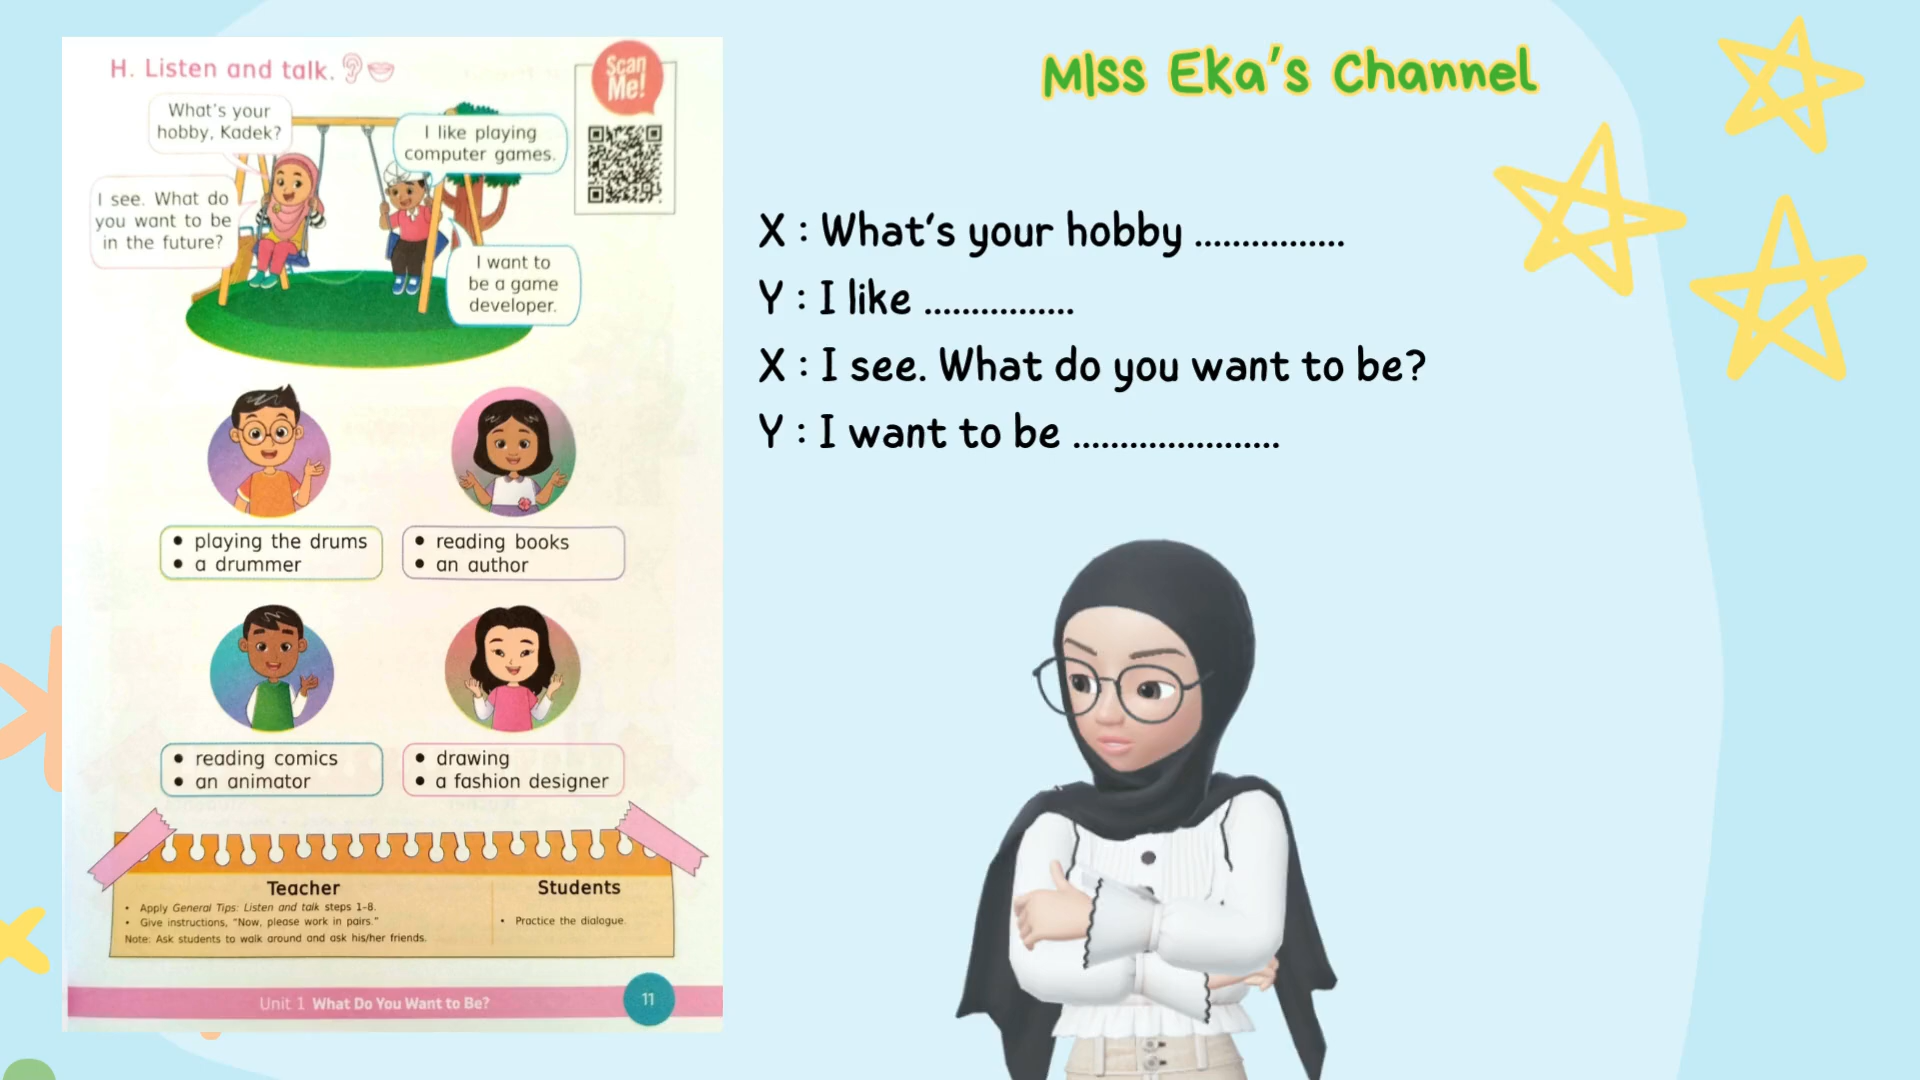 H. Listen and talk.
Scan
Me!
What's your
hobby, Kadek?
I like playing
computer games.
I see. What do
you want to be
in the future?
I want to
be a game
developer.
• playing the drums
• a drummer
• reading books
• an author
• reading comics
• an animator
• drawing
• a fashion designer
Teacher
• Apply General Tips: Listen and talk steps 1-8.
• Give instructions, "Now, please work in pairs."
Note: Ask students to walk around and ask his/her friends.
Students
• Practice the dialogue.
Unit 1 What Do You Want to Be?
11
MIss Eka's Channel
X : What's your hobby ................
Y : I like ................
X : I see. What do you want to be?
Y : I want to be ......................